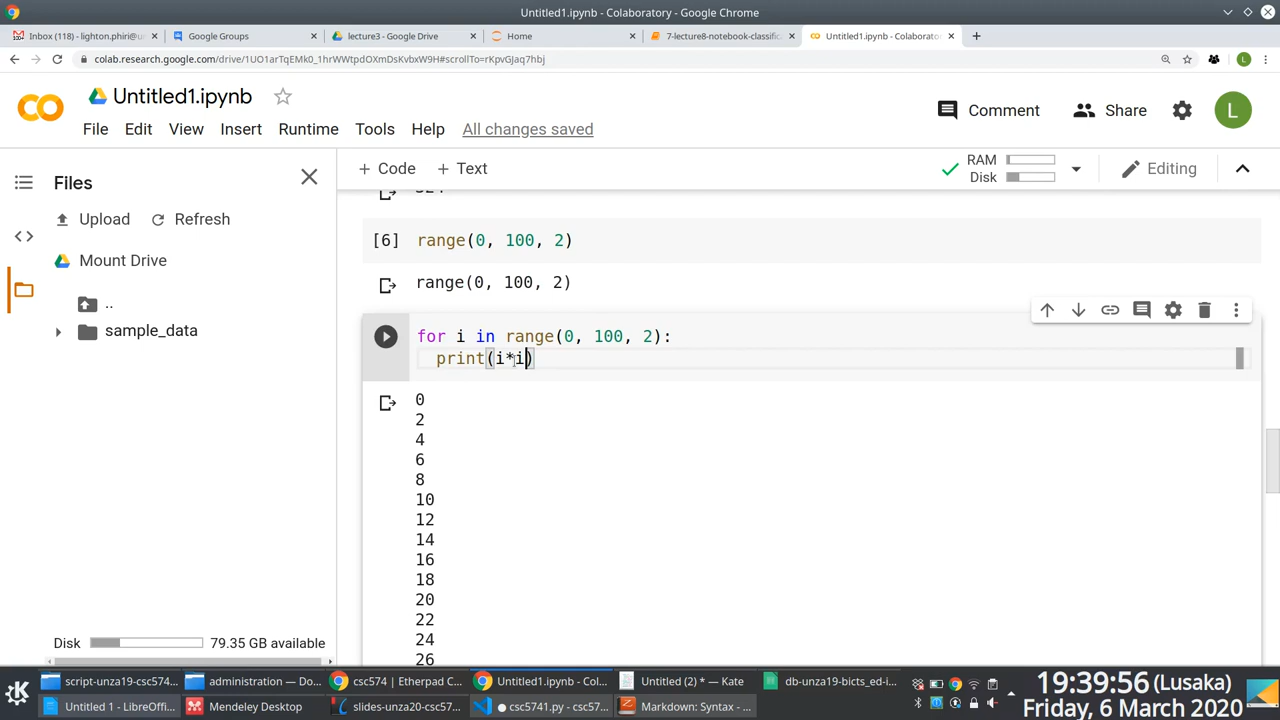 Untitled1.ipynb - Colaboratory - Google Chrome
Inbox (118) - lighton.phiri@un
Google Groups
lecture3 - Google Drive
Home
7-lecture8-notebook-classific
Untitled1.ipynb - Colaborato
colab.research.google.com/drive/1UO1arTqEMk0_1hrWWtpdOXmDsKvbxW9H#scrollTo=rKpvGJaq7hbj
Untitled1.ipynb
Comment
Share
L
File Edit View Insert Runtime Tools Help All changes saved
Files
+ Code + Text
RAM
Disk
Editing
Upload Refresh
Mount Drive
..
sample_data
Disk 79.35 GB available
324
[6] range(0, 100, 2)
range(0, 100, 2)
for i in range(0, 100, 2):
print(i*i)
0
2
4
6
8
10
12
14
16
18
20
22
24
26
script-unza19-csc574...
administration — Do...
csc574 | Etherpad C...
Untitled1.ipynb - Col...
Untitled (2) * — Kate
db-unza19-bicts_ed-i...
Untitled 1 - LibreOffi...
Mendeley Desktop
slides-unza20-csc57...
● csc5741.py - csc57...
Markdown: Syntax - ...
19:39:56 (Lusaka)
Friday, 6 March 2020